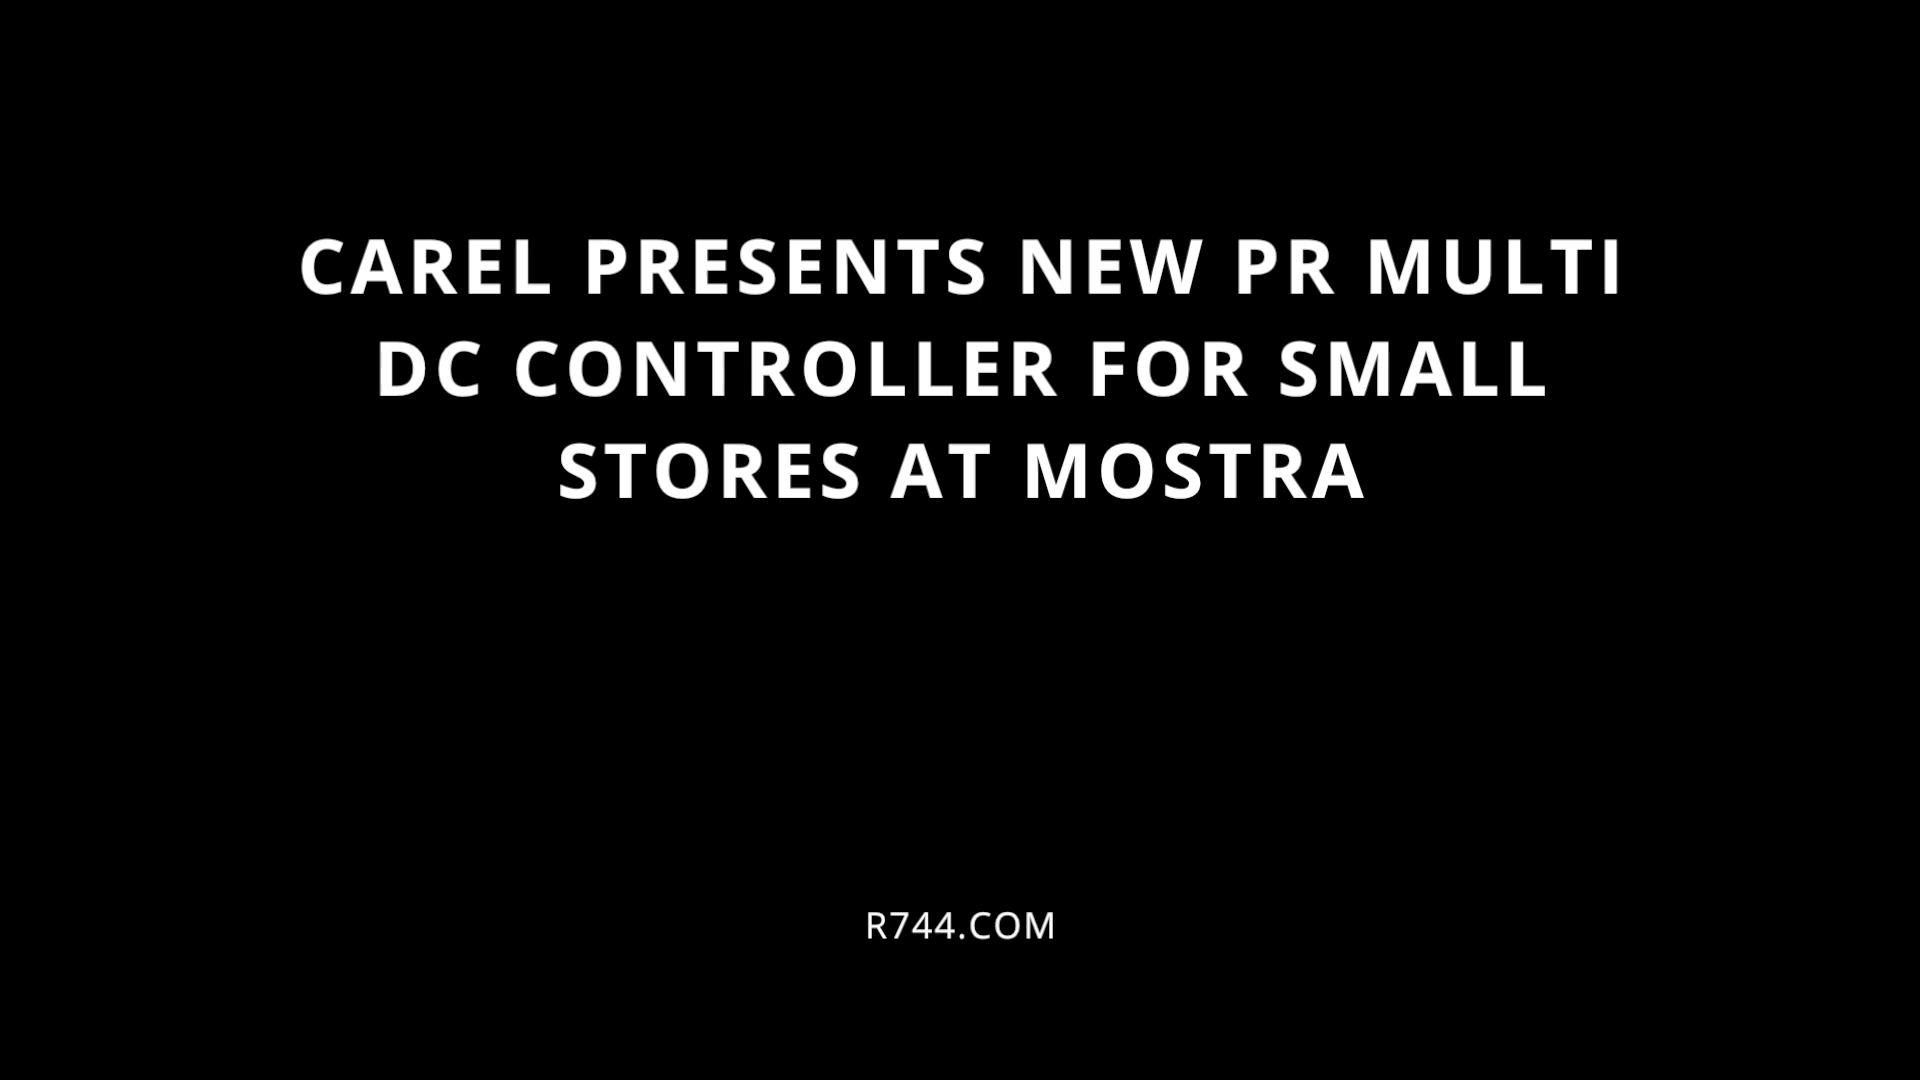 CAREL PRESENTS NEW PR MULTI
DC CONTROLLER FOR SMALL
STORES AT MOSTRA
R744.COM